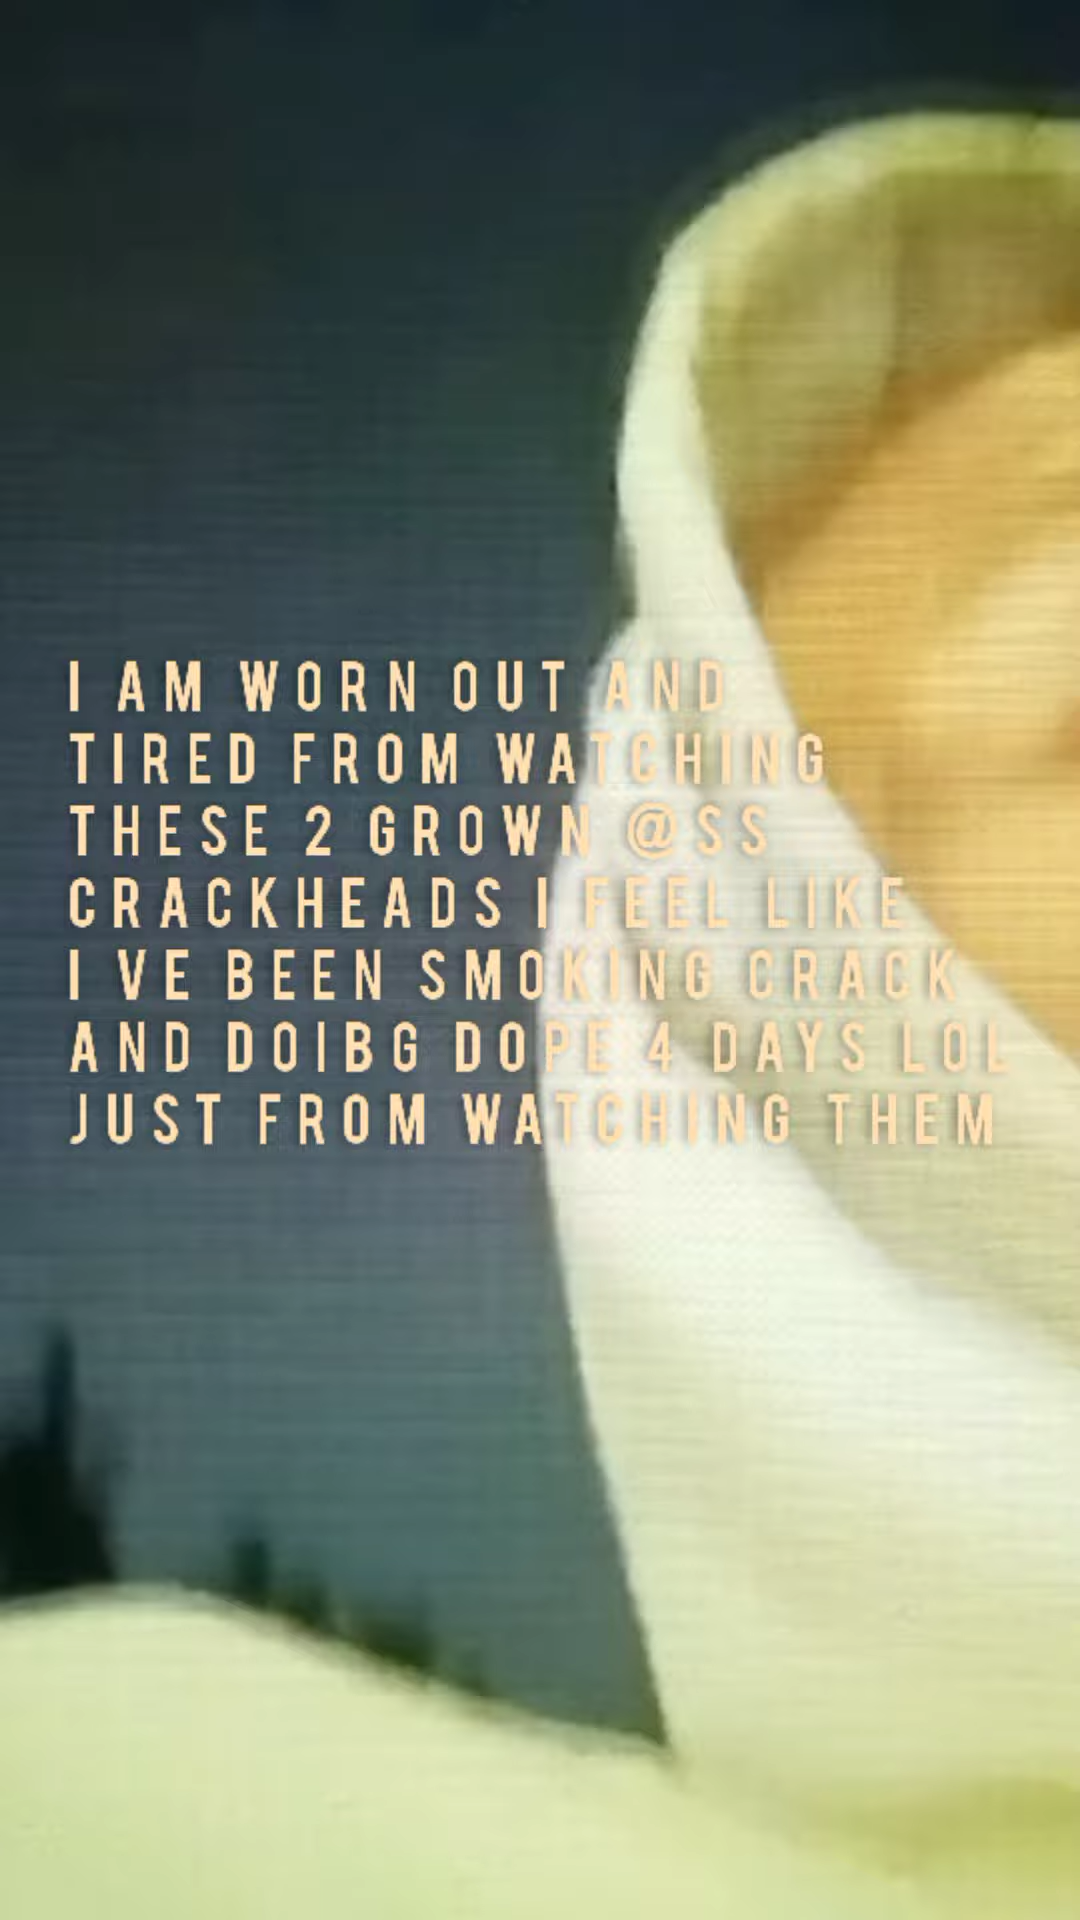 I AM WORN OUT AND
TIRED FROM WATCHING
THESE 2 GROWN @SS
CRACKHEADS I FEEL LIKE
I VE BEEN SMOKING CRACK
AND DOIBG DOPE 4 DAYS LOL
JUST FROM WATCHING THEM